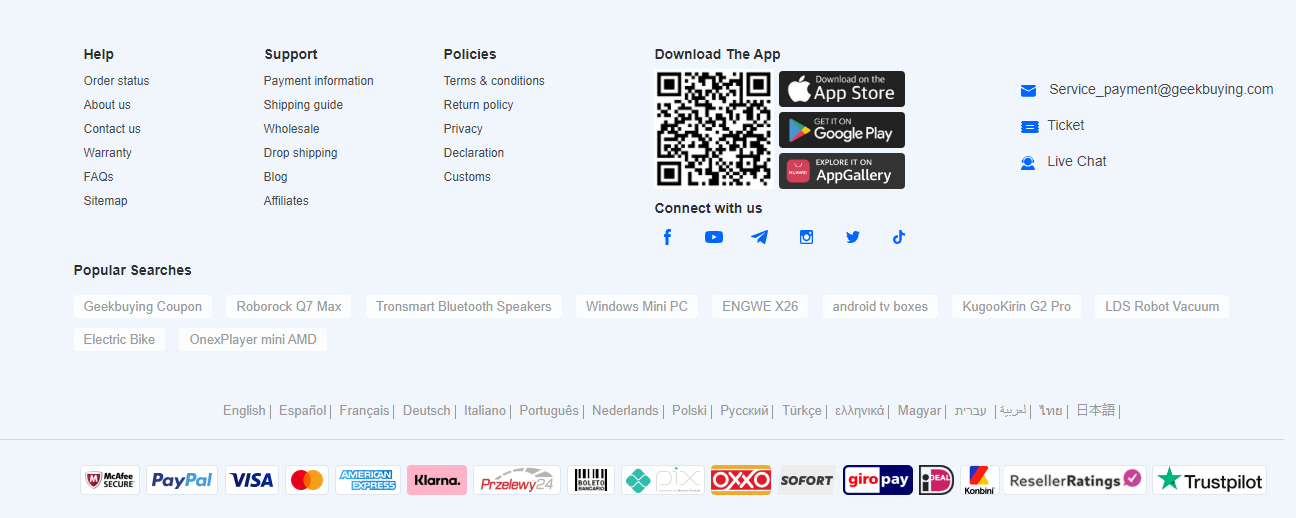 Help
Order status
About us
Contact us
Warranty
FAQs
Sitemap
Support
Payment information
Shipping guide
Wholesale
Drop shipping
Blog
Affiliates
Policies
Terms & conditions
Return policy
Privacy
Declaration
Customs
Download The App
Download on the
App Store
GET IT ON
Google Play
HUAWEI
EXPLORE IT ON
AppGallery
Connect with us
Service_payment@geekbuying.com
Ticket
Live Chat
Popular Searches
Geekbuying Coupon Roborock Q7 Max Tronsmart Bluetooth Speakers Windows Mini PC ENGWE X26 android tv boxes KugooKirin G2 Pro LDS Robot Vacuum
Electric Bike OnexPlayer mini AMD
English | Español | Français | Deutsch | Italiano | Português | Nederlands | Polski | Русский | Türkçe | ελληνικά | Magyar | עברית | العربية | ไทย | 日本語 |
McAfee
SECURE
PayPal
VISA
AMERICAN
EXPRESS
Klarna.
Przelewy24
BOLETO
BANCÁRIO
pix
OXXO
SOFORT
giropay
iDEAL
Konbini
ResellerRatings
Trustpilot